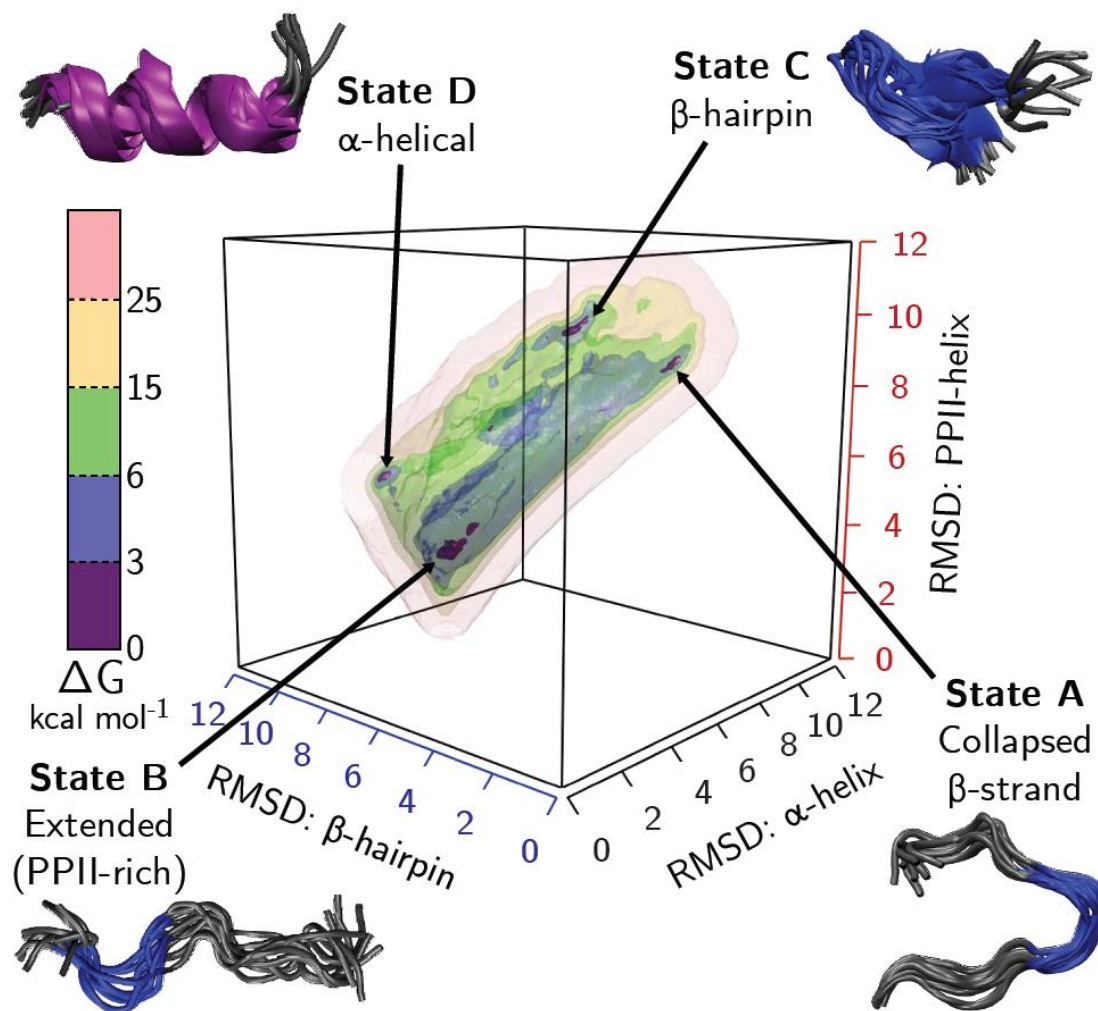 State D
α-helical
State C
β-hairpin
25
15
6
3
0
ΔG
kcal mol-1
12
10
8
6
4
2
0
RMSD: PPII-helix
12
10
8
6
4
2
0
RMSD: β-hairpin
0
2
4
6
8
10
12
RMSD: α-helix
State B
Extended
(PPII-rich)
State A
Collapsed
β-strand